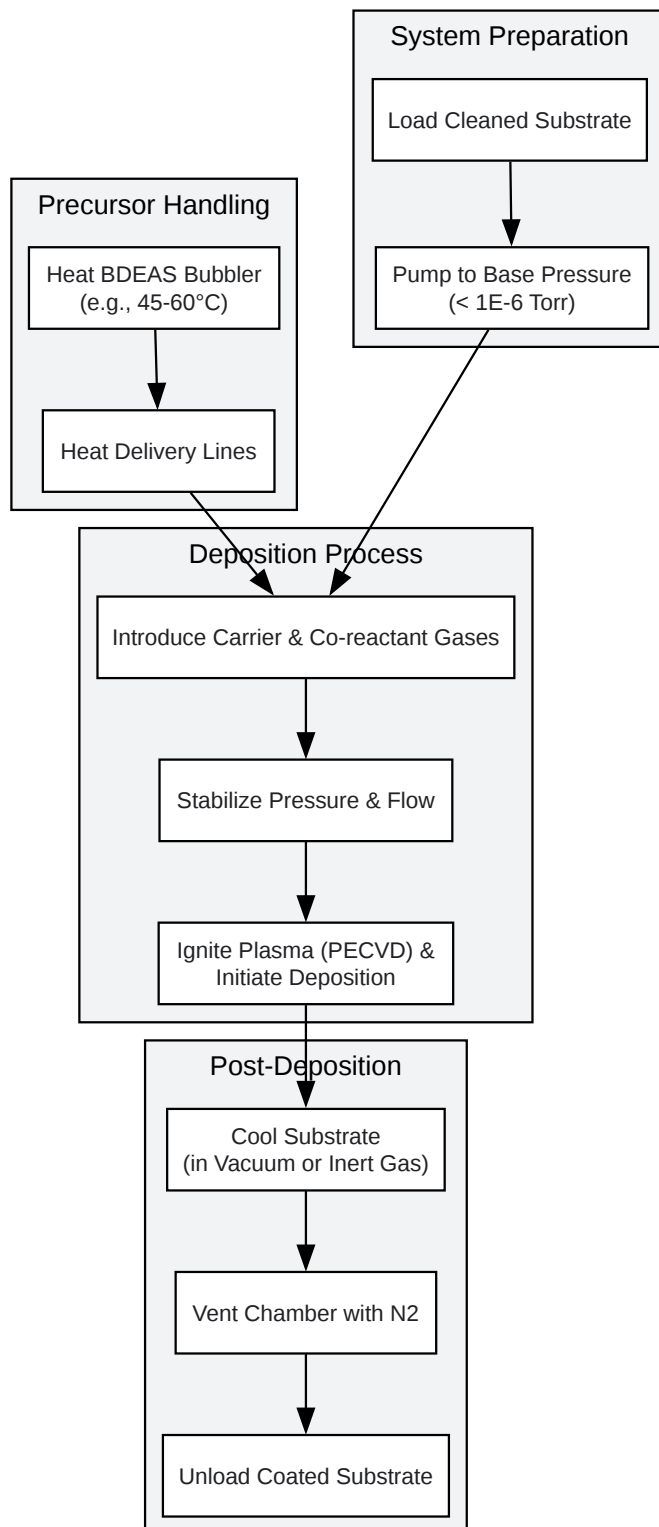 System Preparation
Load Cleaned Substrate
Pump to Base Pressure
(< 1E-6 Torr)
Precursor Handling
Heat BDEAS Bubbler
(e.g., 45-60°C)
Heat Delivery Lines
Deposition Process
Introduce Carrier & Co-reactant Gases
Stabilize Pressure & Flow
Ignite Plasma (PECVD) &
Initiate Deposition
Post-Deposition
Cool Substrate
(in Vacuum or Inert Gas)
Vent Chamber with N2
Unload Coated Substrate